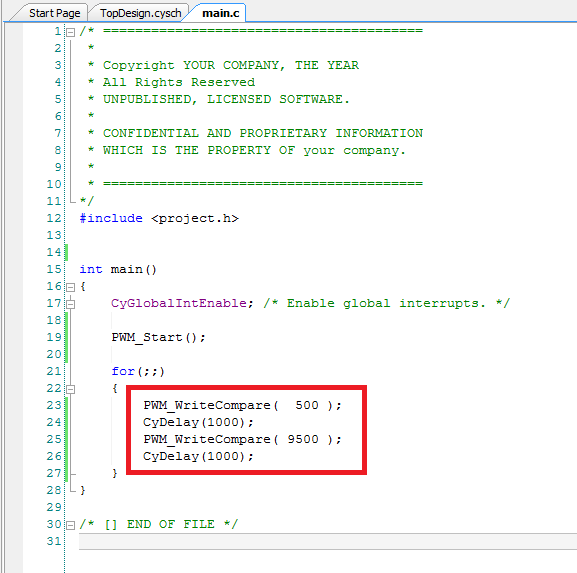 Start Page TopDesign.cysch main.c
1 /* ========================================
2 *
3 * Copyright YOUR COMPANY, THE YEAR
4 * All Rights Reserved
5 * UNPUBLISHED, LICENSED SOFTWARE.
6 *
7 * CONFIDENTIAL AND PROPRIETARY INFORMATION
8 * WHICH IS THE PROPERTY OF your company.
9 *
10 * ========================================
11 */
12 #include <project.h>
13
14
15 int main()
16 {
17 CyGlobalIntEnable; /* Enable global interrupts. */
18
19 PWM_Start();
20
21 for(;;)
22 {
23 PWM_WriteCompare(  500 );
24 CyDelay(1000);
25 PWM_WriteCompare( 9500 );
26 CyDelay(1000);
27 }
28 }
29
30 /* [] END OF FILE */
31